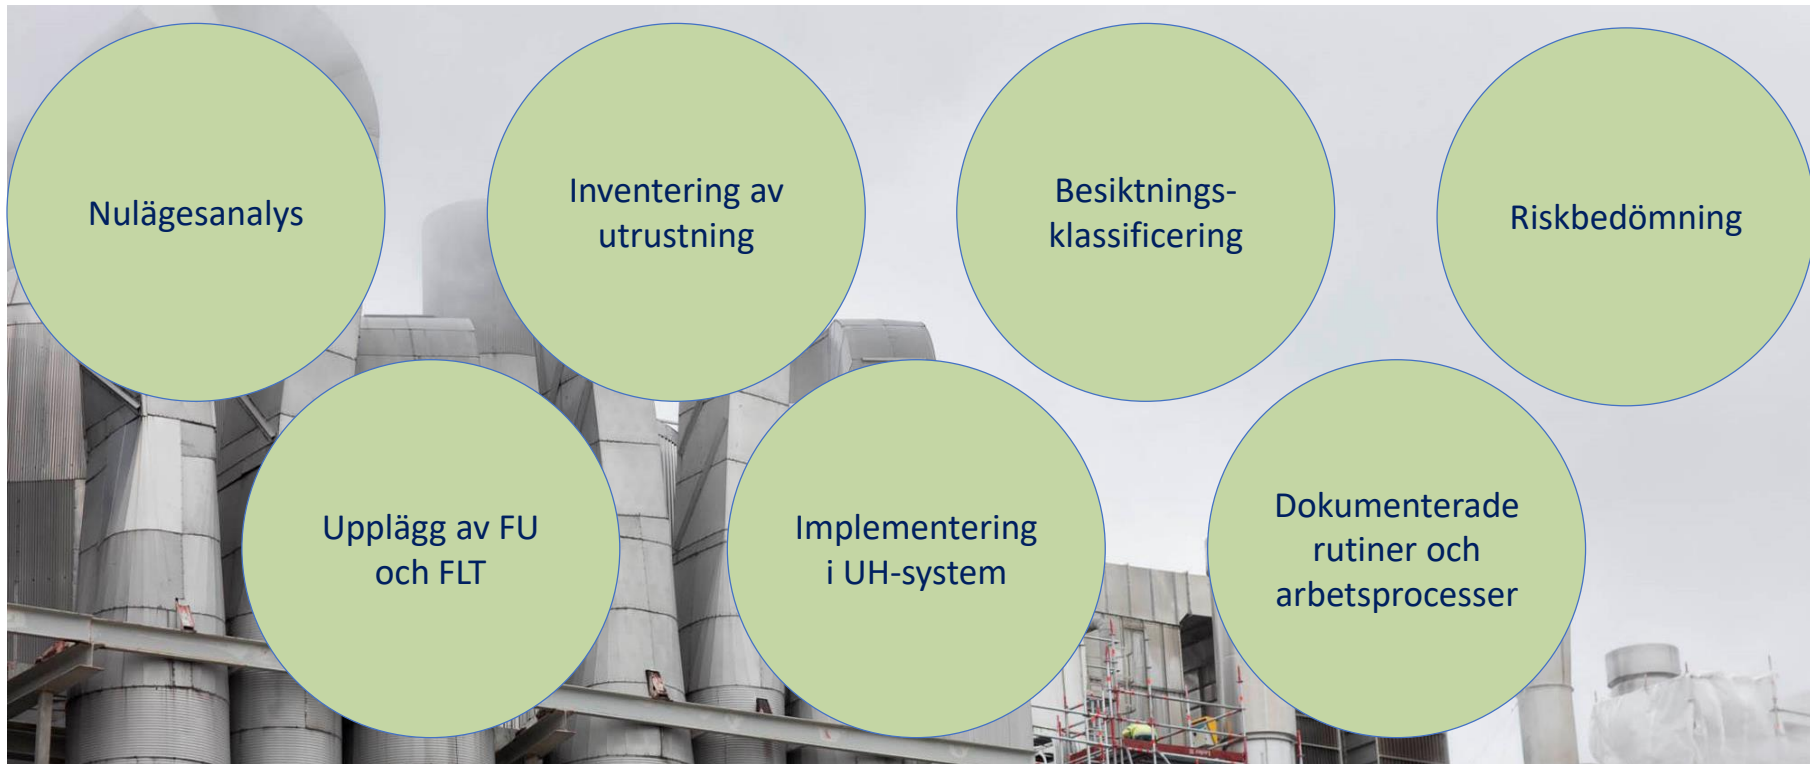 Nulägesanalys
Inventering av
utrustning
Besiktnings-
klassificering
Riskbedömning
Upplägg av FU
och FLT
Implementering
i UH-system
Dokumenterade
rutiner och
arbetsprocesser